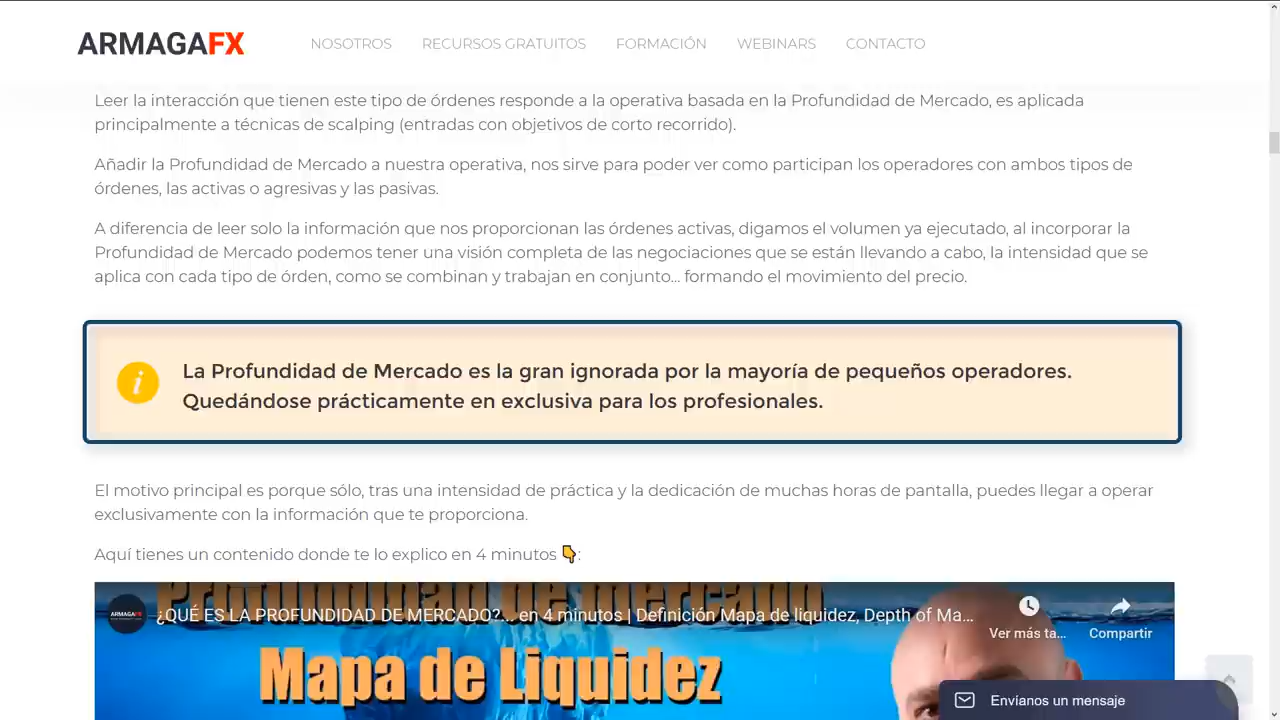 ARMAGAFX
NOSOTROS
RECURSOS GRATUITOS
FORMACIÓN
WEBINARS
CONTACTO
Leer la interacción que tienen este tipo de órdenes responde a la operativa basada en la Profundidad de Mercado, es aplicada
principalmente a técnicas de scalping (entradas con objetivos de corto recorrido).
Añadir la Profundidad de Mercado a nuestra operativa, nos sirve para poder ver como participan los operadores con ambos tipos de
órdenes, las activas o agresivas y las pasivas.
A diferencia de leer solo la información que nos proporcionan las órdenes activas, digamos el volumen ya ejecutado, al incorporar la
Profundidad de Mercado podemos tener una visión completa de las negociaciones que se están llevando a cabo, la intensidad que se
aplica con cada tipo de órden, como se combinan y trabajan en conjunto... formando el movimiento del precio.
La Profundidad de Mercado es la gran ignorada por la mayoría de pequeños operadores.
Quedándose prácticamente en exclusiva para los profesionales.
El motivo principal es porque sólo, tras una intensidad de práctica y la dedicación de muchas horas de pantalla, puedes llegar a operar
exclusivamente con la información que te proporciona.
Aquí tienes un contenido donde te lo explico en 4 minutos 👇:
Profundidad de mercado
ARMAGAFX
¿QUÉ ES LA PROFUNDIDAD DE MERCADO?... en 4 minutos | Definición Mapa de liquidez, Depth of Ma...
Ver más ta...
Compartir
Mapa de Liquidez
Envianos un mensaje